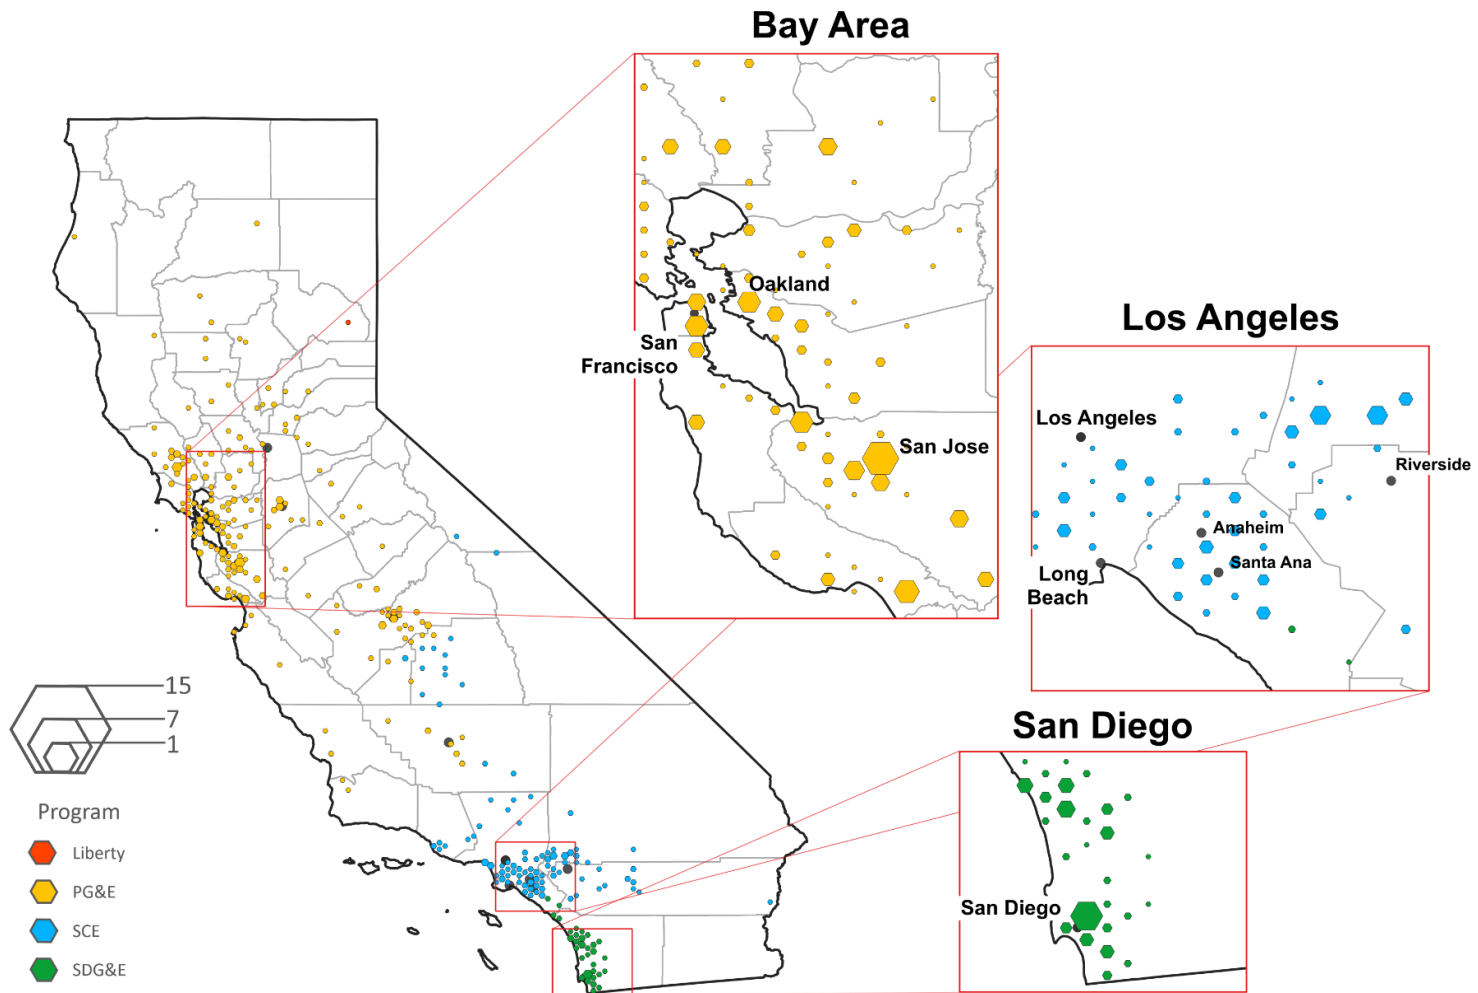 Bay Area
Oakland
San
Francisco
San Jose
Los Angeles
Los Angeles
Riverside
Anaheim
Santa Ana
Long
Beach
San Diego
San Diego
15
7
1
Program
Liberty
PG&E
SCE
SDG&E